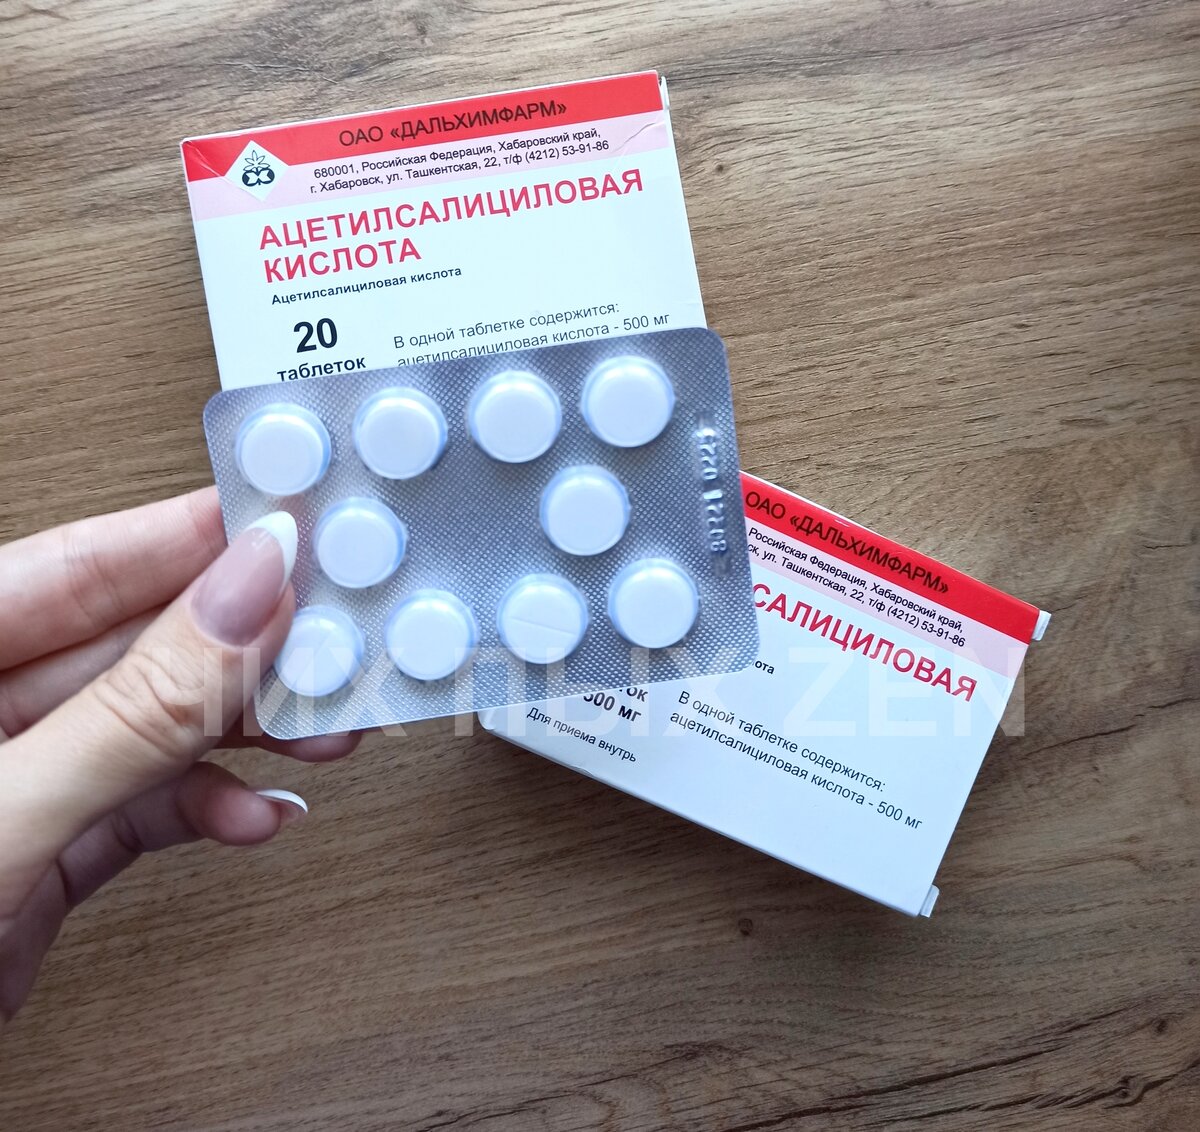 ОАО «ДАЛЬХИМФАРМ»
680001, Российская Федерация, Хабаровский край,
г. Хабаровск, ул. Ташкентская, 22, т/ф (4212) 53-91-86
АЦЕТИЛСАЛИЦИЛОВАЯ
КИСЛОТА
Ацетилсалициловая кислота
20
таблеток
В одной таблетке содержится:
ацетилсалициловая кислота - 500 мг
ОАО «ДАЛЬХИМФАРМ»
Российская Федерация, Хабаровский край,
ул. Ташкентская, 22, т/ф (4212) 53-91-86
САЛИЦИЛОВАЯ
500 мг
Для приема внутрь
В одной таблетке содержится:
ацетилсалициловая кислота - 500 мг
ЧИХ ПЫХ ZEN